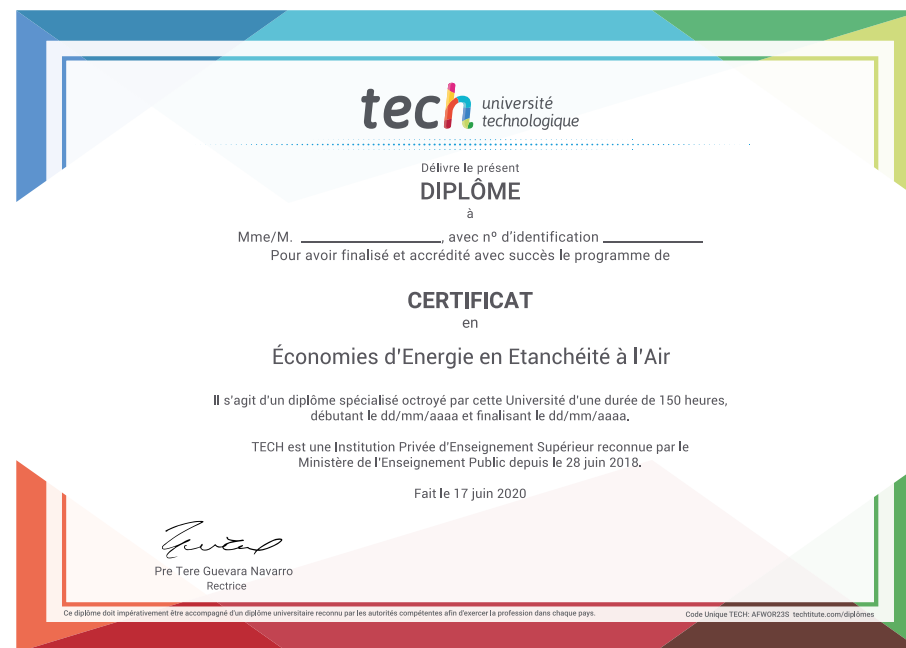 tech université
technologique
Délivre le présent
DIPLÔME
à
Mme/M. ____________________, avec nº d'identification ______________
Pour avoir finalisé et accrédité avec succès le programme de
CERTIFICAT
en
Économies d'Energie en Etanchéité à l'Air
Il s'agit d'un diplôme spécialisé octroyé par cette Université d'une durée de 150 heures,
débutant le dd/mm/aaaa et finalisant le dd/mm/aaaa.
TECH est une Institution Privée d'Enseignement Supérieur reconnue par le
Ministère de l'Enseignement Public depuis le 28 juin 2018.
Fait le 17 juin 2020
Pre Tere Guevara Navarro
Rectrice
Ce diplôme doit impérativement être accompagné d'un diplôme universitaire reconnu par les autorités compétentes afin d'exercer la profession dans chaque pays.
Code Unique TECH: AFWOR23S techtitute.com/diplômes